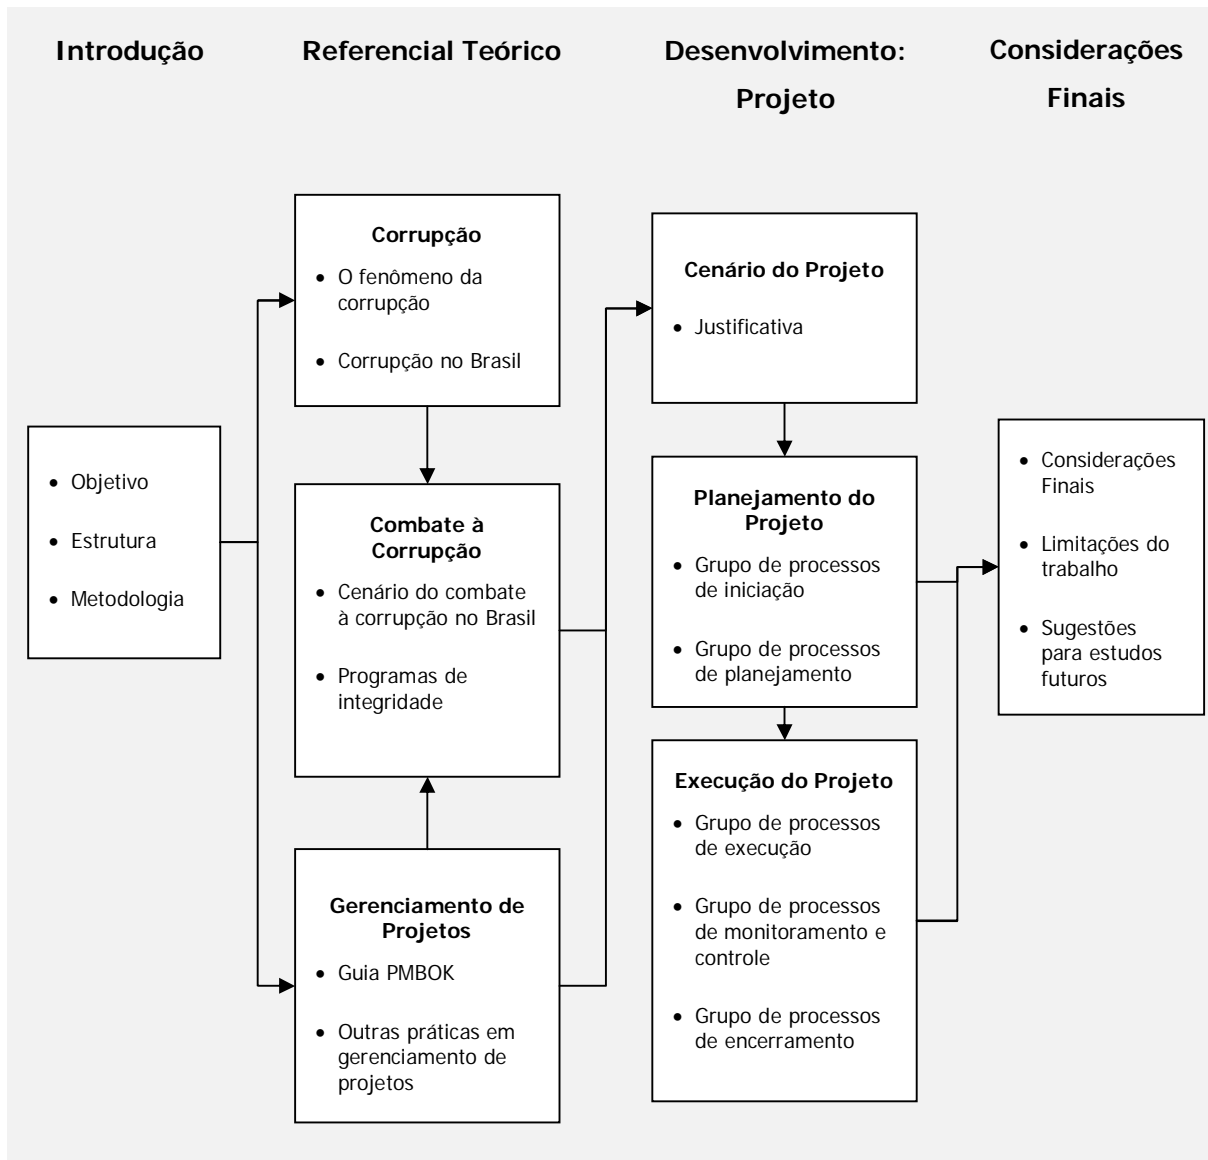 Introdução
Referencial Teórico
Desenvolvimento:
Projeto
Considerações
Finais
• Objetivo
• Estrutura
• Metodologia
Corrupção
• O fenômeno da
corrupção
• Corrupção no Brasil
Combate à
Corrupção
• Cenário do combate
à corrupção no Brasil
• Programas de
integridade
Gerenciamento de
Projetos
• Guia PMBOK
• Outras práticas em
gerenciamento de
projetos
Cenário do Projeto
• Justificativa
Planejamento do
Projeto
• Grupo de processos
de iniciação
• Grupo de processos
de planejamento
Execução do Projeto
• Grupo de processos
de execução
• Grupo de processos
de monitoramento e
controle
• Grupo de processos
de encerramento
• Considerações
Finais
• Limitações do
trabalho
• Sugestões
para estudos
futuros